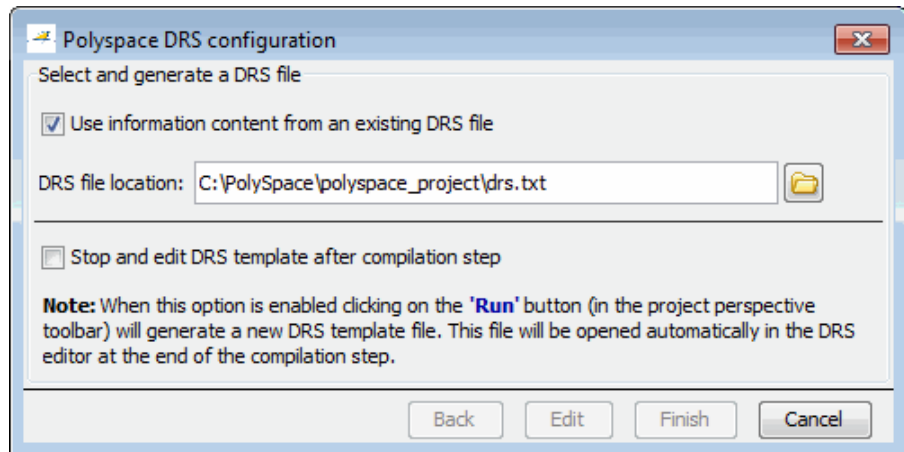 Polyspace DRS configuration
Select and generate a DRS file
Use information content from an existing DRS file
DRS file location: C:\PolySpace\polyspace_project\drs.txt
Stop and edit DRS template after compilation step
Note: When this option is enabled clicking on the 'Run' button (in the project perspective
toolbar) will generate a new DRS template file. This file will be opened automatically in the DRS
editor at the end of the compilation step.
Back Edit Finish Cancel